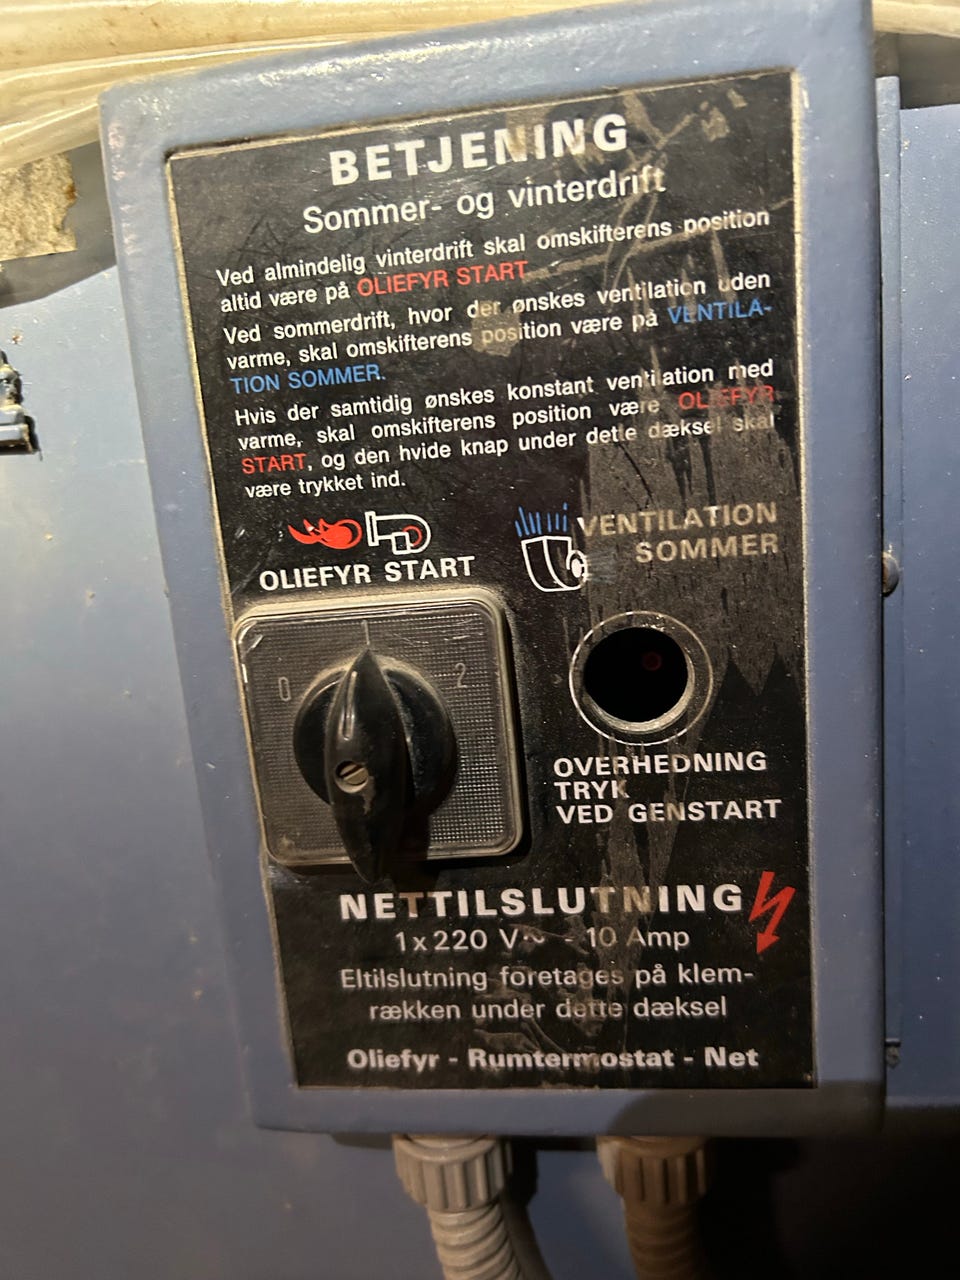 BETJENING
Sommer- og vinterdrift
Ved almindelig vinterdrift skal omskifterens position
altid være på OLIEFYR START
Ved sommerdrift, hvor der ønskes ventilation uden
varme, skal omskifterens position være på VENTILA-
TION SOMMER.
Hvis der samtidig ønskes konstant ventilation med
varme, skal omskifterens position være OLIEFYR
START, og den hvide knap under dette dæksel skal
være trykket ind.
OLIEFYR START
VENTILATION
SOMMER
0
2
OVERHEDNING
TRYK
VED GENSTART
NETTILSLUTNING
1 x 220 V~ - 10 Amp
Eltilslutning foretages på klem-
rækken under dette dæksel
Oliefyr - Rumtermostat - Net